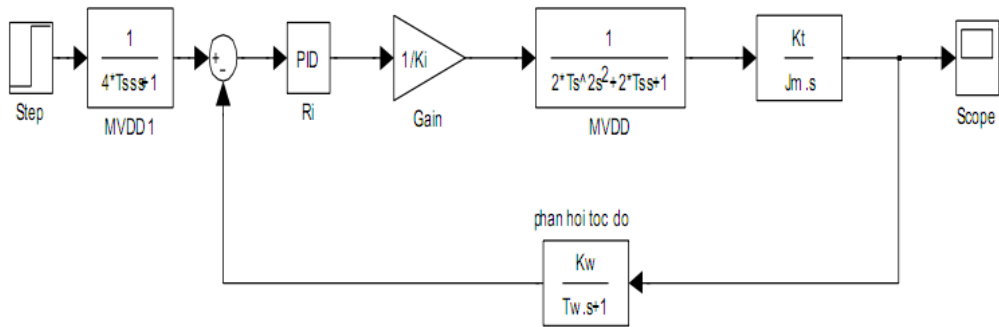 Step
1
4*Tsss+1
MVDD1
+
-
PID
Ri
1/Ki
Gain
1
2*Ts^2s²+2*Tss+1
MVDD
Kt
Jm.s
Scope
phan hoi toc do
Kw
Tw.s+1